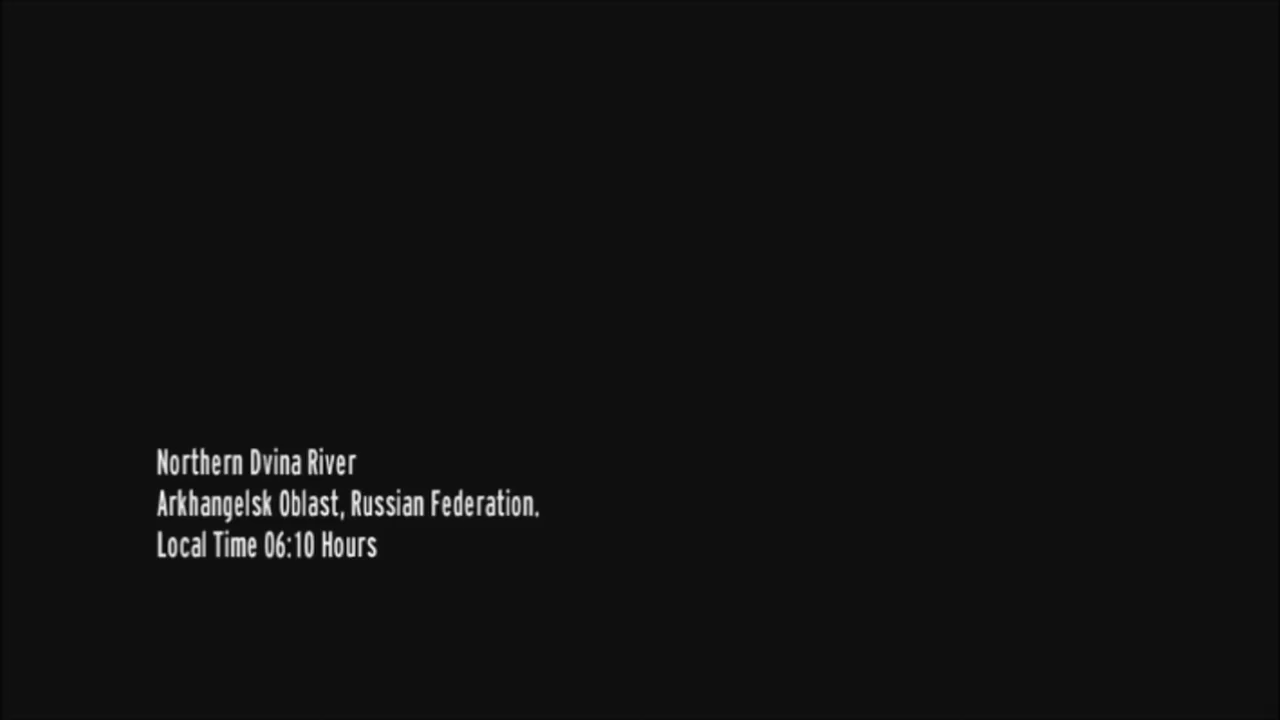 Northern Dvina River
Arkhangelsk Oblast, Russian Federation.
Local Time 06:10 Hours